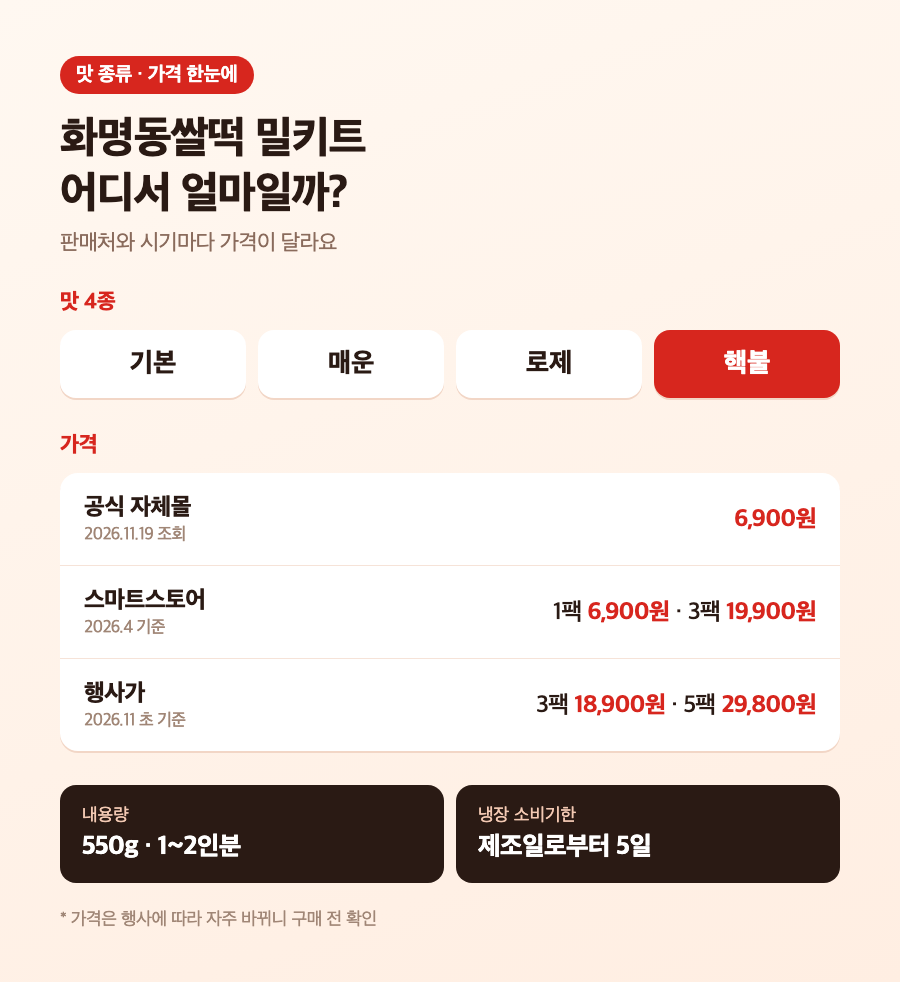 맛 종류 · 가격 한눈에
화명동쌀떡 밀키트
어디서 얼마일까?
판매처와 시기마다 가격이 달라요
맛 4종
기본
매운
로제
핵불
가격
공식 자체몰
2026.11.19 조회
6,900원
스마트스토어
2026.4 기준
1팩 6,900원 · 3팩 19,900원
행사가
2026.11 초 기준
3팩 18,900원 · 5팩 29,800원
내용량
550g · 1~2인분
냉장 소비기한
제조일로부터 5일
* 가격은 행사에 따라 자주 바뀌니 구매 전 확인